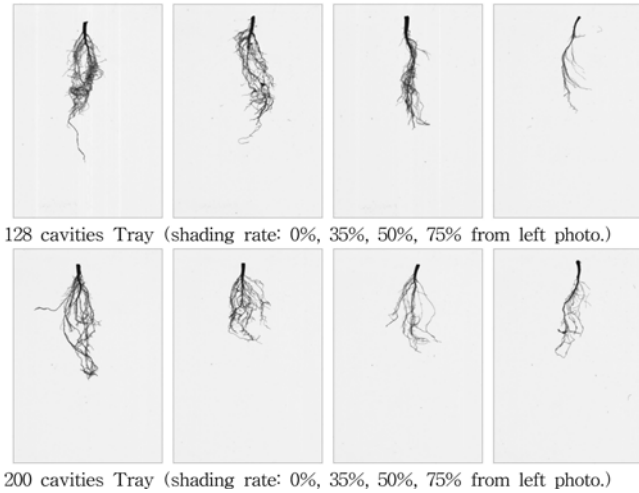 128 cavities Tray (shading rate: 0%, 35%, 50%, 75% from left photo.)
200 cavities Tray (shading rate: 0%, 35%, 50%, 75% from left photo.)